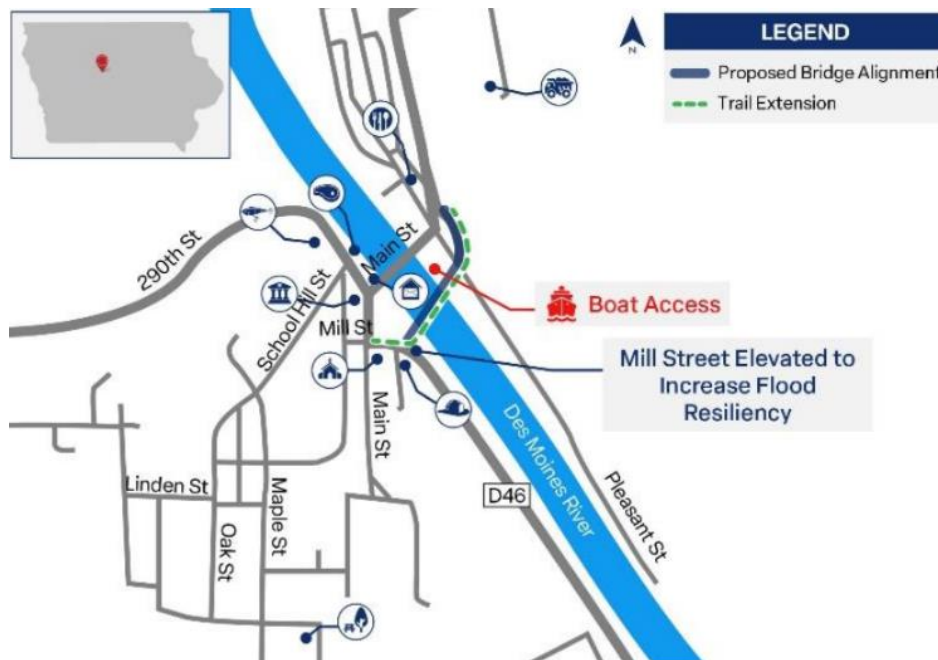 N
LEGEND
Proposed Bridge Alignment
Trail Extension
290th St
School Hill St
Main St
Mill St
Boat Access
Mill Street Elevated to
Increase Flood
Resiliency
Main St
Des Moines River
D46
Pleasant St
Linden St
Oak St
Maple St